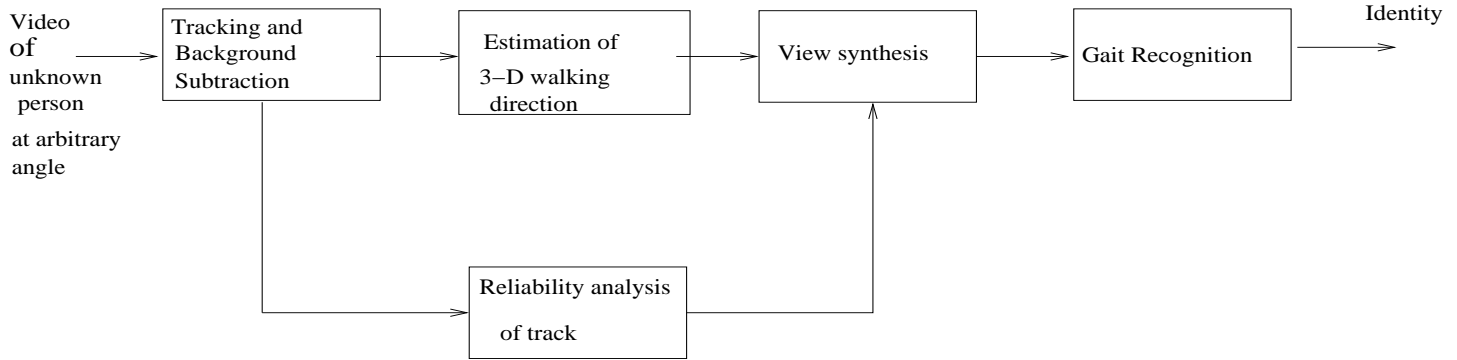 Video
of
unknown
person
at arbitrary
angle
Tracking and
Background
Subtraction
Estimation of
3−D walking
direction
View synthesis
Gait Recognition
Identity
Reliability analysis
of track